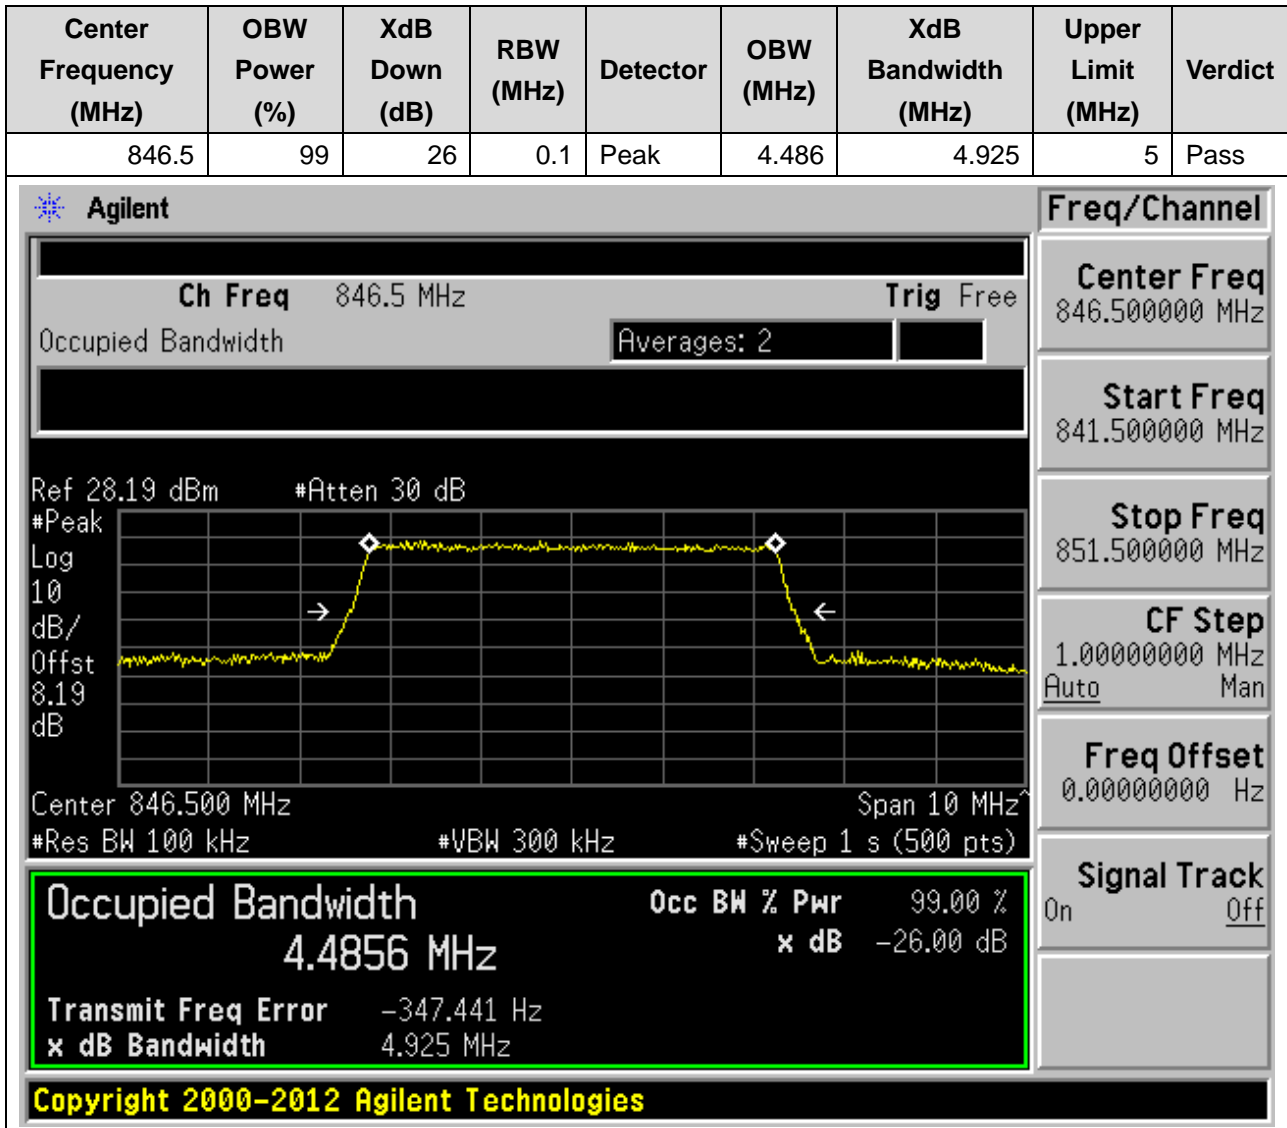 Center Frequency (MHz) OBW Power (%) XdB Down (dB) RBW (MHz) Detector OBW (MHz) XdB Bandwidth (MHz) Upper Limit (MHz) Verdict
846.5 99 26 0.1 Peak 4.486 4.925 5 Pass
Agilent
Freq/Channel
Ch Freq 846.5 MHz Trig Free
Occupied Bandwidth Averages: 2
Center Freq
846.500000 MHz
Start Freq
841.500000 MHz
Stop Freq
851.500000 MHz
CF Step
1.00000000 MHz
Auto Man
Freq Offset
0.00000000 Hz
Signal Track
On Off
Ref 28.19 dBm #Atten 30 dB
#Peak
Log
10
dB/
Offst
8.19
dB
Center 846.500 MHz Span 10 MHz^
#Res BW 100 kHz #VBW 300 kHz #Sweep 1 s (500 pts)
Occupied Bandwidth Occ BW % Pwr 99.00 %
4.4856 MHz x dB -26.00 dB
Transmit Freq Error -347.441 Hz
x dB Bandwidth 4.925 MHz
Copyright 2000-2012 Agilent Technologies